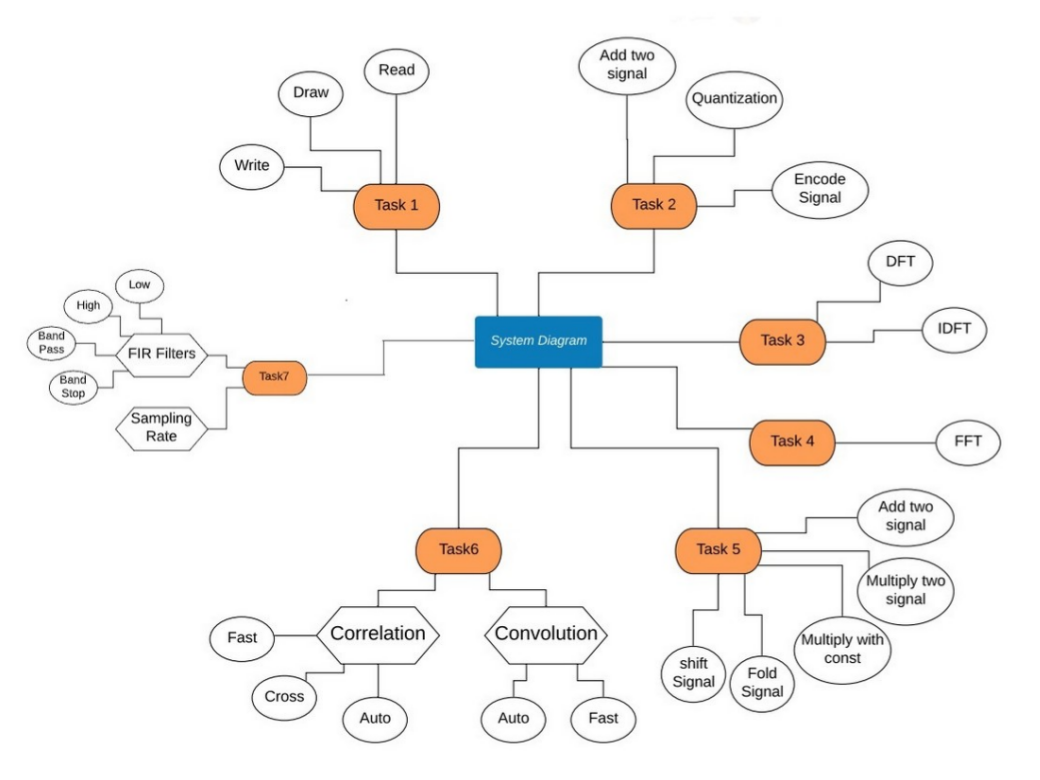 Read
Draw
Write
Task 1
Add two
signal
Quantization
Encode
Signal
Task 2
DFT
IDFT
Task 3
System Diagram
Low
High
Band
Pass
Band
Stop
FIR Filters
Task7
Sampling
Rate
Task 4
FFT
Task6
Correlation
Convolution
Fast
Cross
Auto
Auto
Fast
Task 5
Add two
signal
Multiply two
signal
Multiply with
const
shift
Signal
Fold
Signal